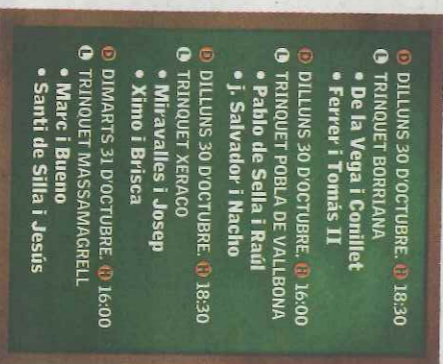 D DILLUNS 30 D'OCTUBRE. H 18:30
L TRINQUET BORRIANA
• De la Vega i Conillet
• Ferrer i Tomás II
D DILLUNS 30 D'OCTUBRE. H 16:00
L TRINQUET POBLA DE VALLBONA
• Pablo de Sella i Raúl
• j. Salvador i Nacho
D DILLUNS 30 D'OCTUBRE. H 18:30
L TRINQUET XERACO
• Miravalles i Josep
• Ximo i Brisca
D DIMARTS 31 D'OCTUBRE. H 16:00
L TRINQUET MASSAMAGRELL
• Marc i Bueno
• Santi de Silla i Jesús